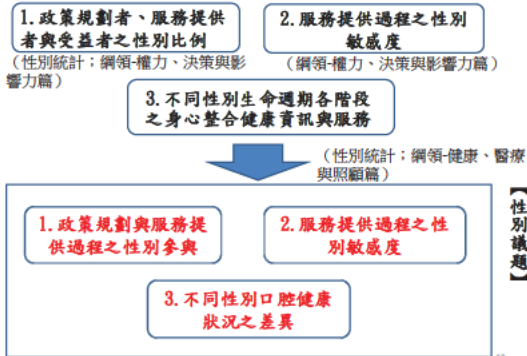 1.政策規劃者、服務提供
者與受益者之性別比例
2.服務提供過程之性別
敏感度
(性別統計；綱領-權力、決策與影
響力篇)
(綱領-權力、決策與影響力篇)
3.不同性別生命週期各階段
之身心整合健康資訊與服務
(性別統計；綱領-健康、醫療
與照顧篇)
1.政策規劃與服務提
供過程之性別參與
2.服務提供過程之性
別敏感度
3.不同性別口腔健康
狀況之差異
【性別議題】